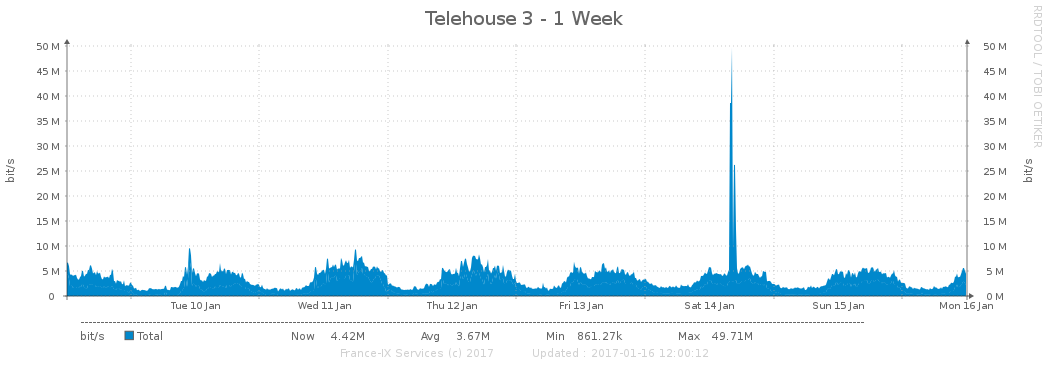 Telehouse 3 - 1 Week
RRDTOOL / TOBI OETIKER
bit/s
bit/s
50 M 50 M
45 M 45 M
40 M 40 M
35 M 35 M
30 M 30 M
25 M 25 M
20 M 20 M
15 M 15 M
10 M 10 M
5 M 5 M
0 0 M
Tue 10 Jan Wed 11 Jan Thu 12 Jan Fri 13 Jan Sat 14 Jan Sun 15 Jan Mon 16 Jan
bit/s Total Now 4.42M Avg 3.67M Min 861.27k Max 49.71M
France-IX Services (c) 2017 Updated : 2017-01-16 12:00:12